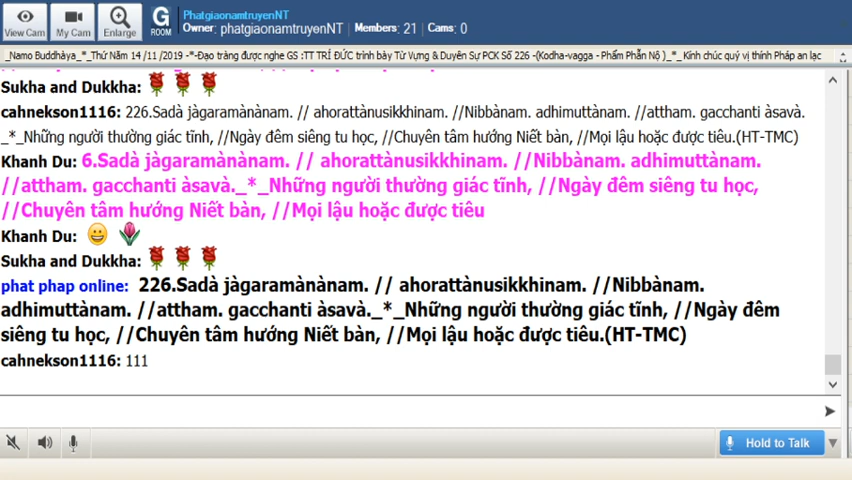 View Cam
My Cam
Enlarge
G
ROOM
PhatgiaonamtruyenNT
Owner: phatgiaonamtruyenNT | Members: 21 | Cams: 0
_Namo Buddhàya_*_Thứ Năm 14 /11 /2019 -*-Đạo tràng được nghe GS :TT TRÍ ĐỨC trình bày Từ Vựng & Duyên Sự PCK Số 226 -(Kodha-vagga - Phẩm Phẫn Nộ )_*_ Kính chúc quý vị thính Pháp an lạc
Sukha and Dukkha:
cahnekson1116: 226.Sadà jàgaramànànam. // ahorattànusikkhinam. //Nibbànam. adhimuttànam. //attham. gacchanti àsavà.
_*_Những người thường giác tĩnh, //Ngày đêm siêng tu học, //Chuyên tâm hướng Niết bàn, //Mọi lậu hoặc được tiêu.(HT-TMC)
Khanh Du: 6.Sadà jàgaramànànam. // ahorattànusikkhinam. //Nibbànam. adhimuttànam.
//attham. gacchanti àsavà._*_Những người thường giác tĩnh, //Ngày đêm siêng tu học,
//Chuyên tâm hướng Niết bàn, //Mọi lậu hoặc được tiêu
Khanh Du:
Sukha and Dukkha:
phat phap online: 226.Sadà jàgaramànànam. // ahorattànusikkhinam. //Nibbànam.
adhimuttànam. //attham. gacchanti àsavà._*_Những người thường giác tĩnh, //Ngày đêm
siêng tu học, //Chuyên tâm hướng Niết bàn, //Mọi lậu hoặc được tiêu.(HT-TMC)
cahnekson1116: 111
Hold to Talk